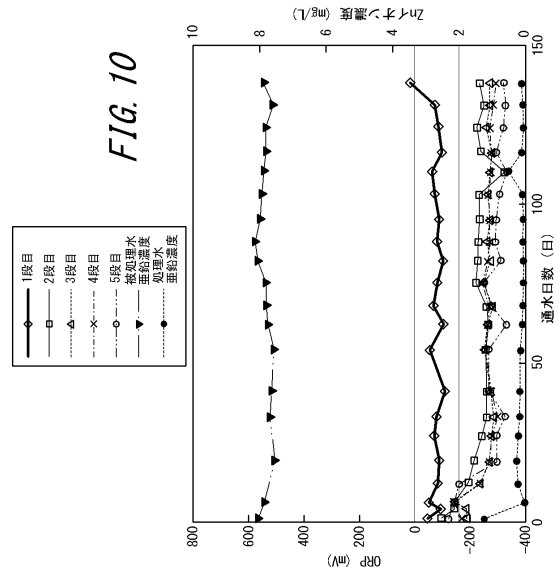 FIG. 10
1段目
2段目
3段目
4段目
5段目
被処理水
亜鉛濃度
処理水
亜鉛濃度
ORP (mV)
800
600
400
200
0
-200
-400
Znイオン濃度 (mg/L)
10
8
6
4
2
0
0
50
100
150
通水日数 (日)